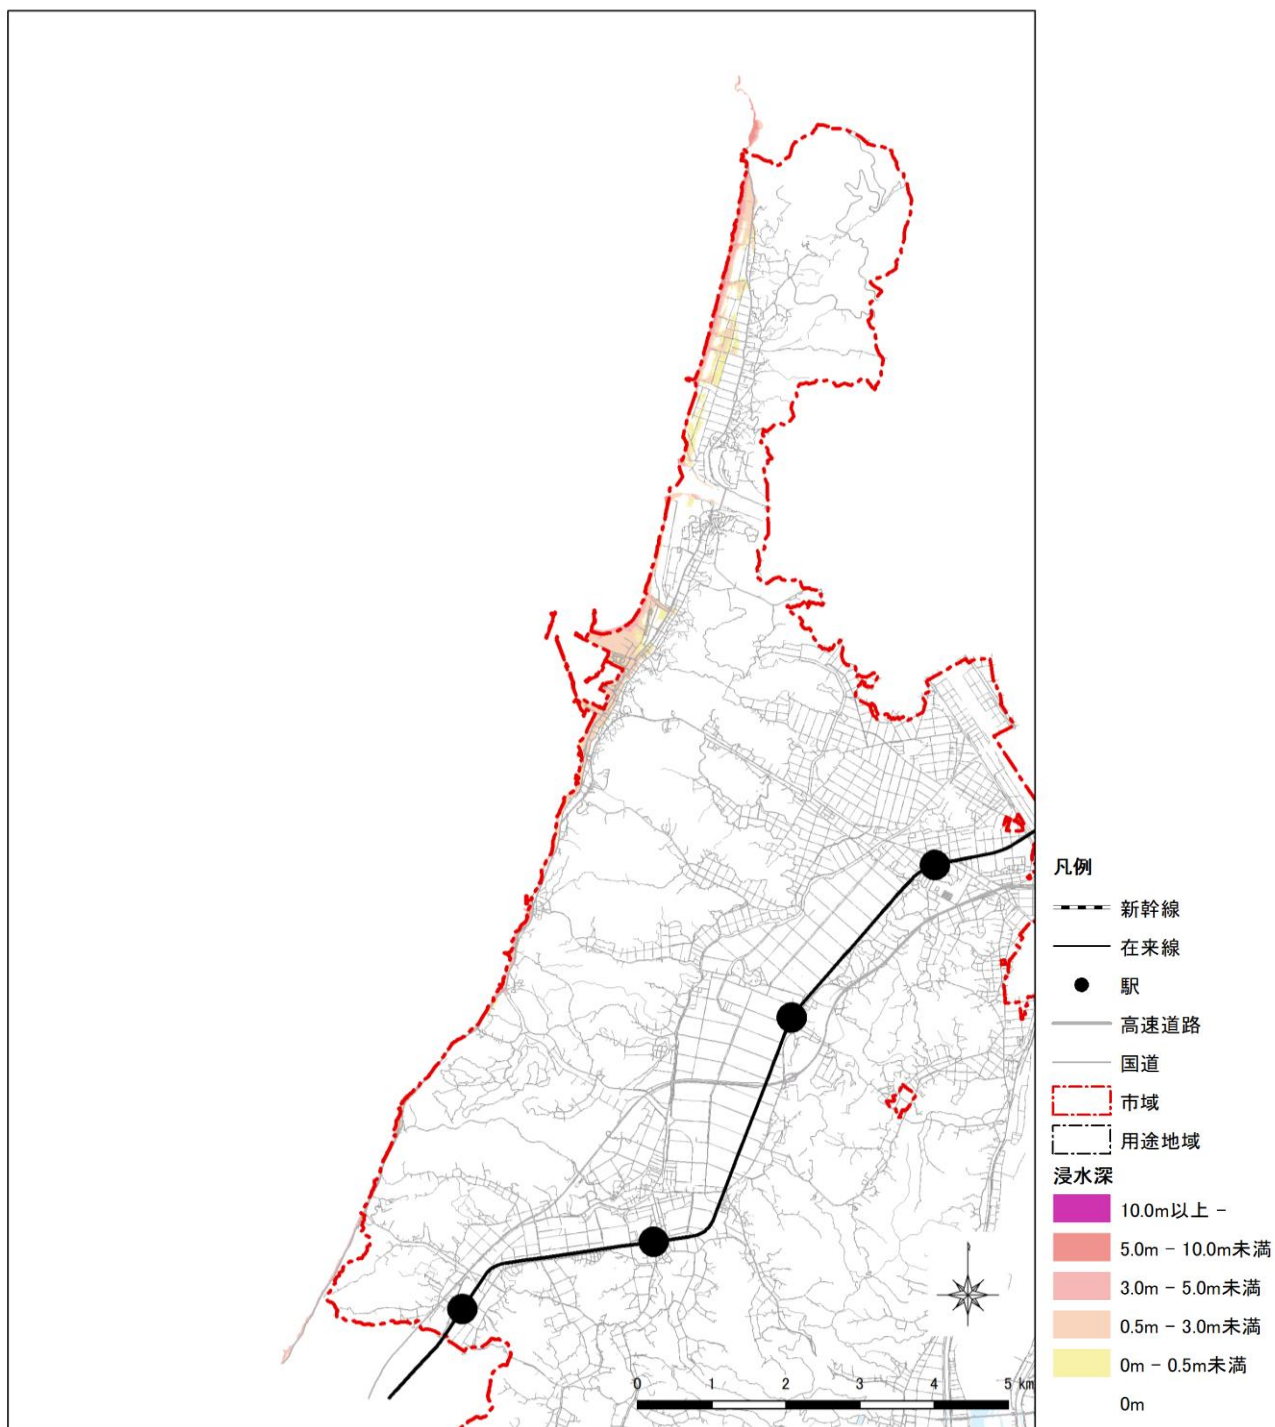 凡例
新幹線
在来線
駅
高速道路
国道
市域
用途地域
浸水深
10.0m以上 -
5.0m - 10.0m未満
3.0m - 5.0m未満
0.5m - 3.0m未満
0m - 0.5m未満
0m
0 1 2 3 4 5 km